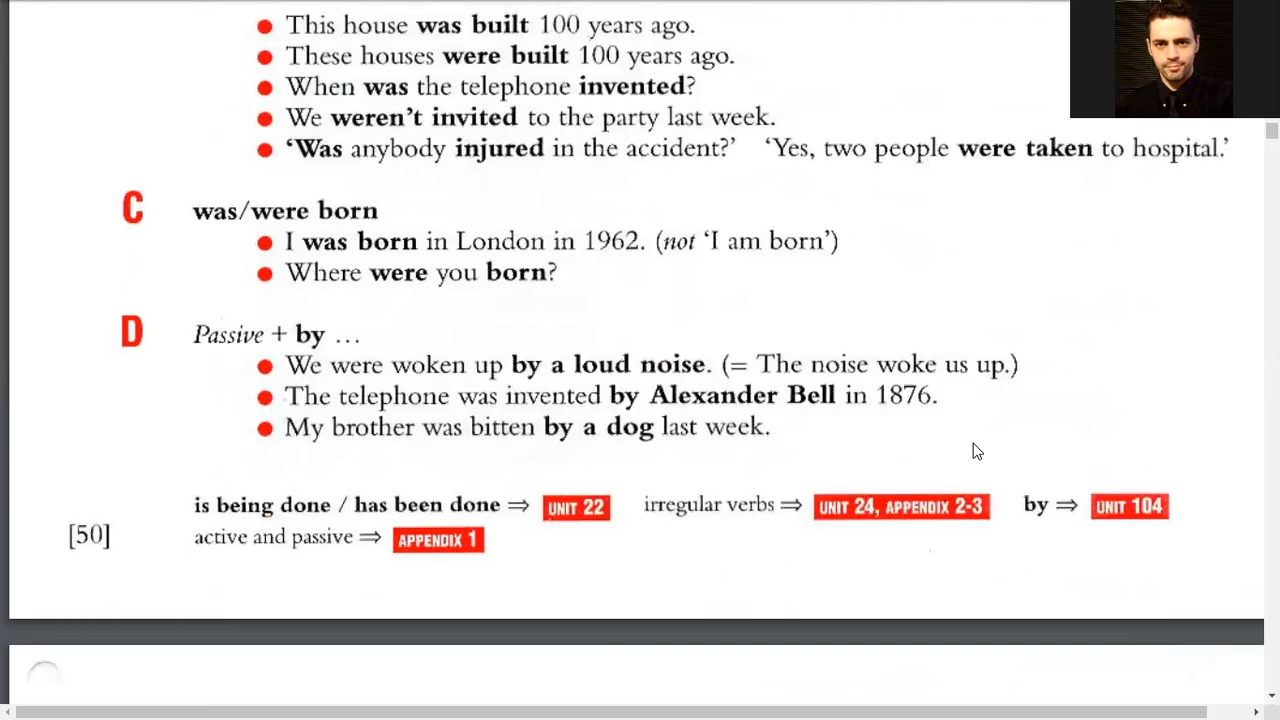 This house was built 100 years ago.
These houses were built 100 years ago.
When was the telephone invented?
We weren't invited to the party last week.
‘Was anybody injured in the accident?’ ‘Yes, two people were taken to hospital.’
C was/were born
I was born in London in 1962. (not ‘I am born’)
Where were you born?
D Passive + by …
We were woken up by a loud noise. (= The noise woke us up.)
The telephone was invented by Alexander Bell in 1876.
My brother was bitten by a dog last week.
is being done / has been done ⇒ UNIT 22 irregular verbs ⇒ UNIT 24, APPENDIX 2-3 by ⇒ UNIT 104
[50] active and passive ⇒ APPENDIX 1